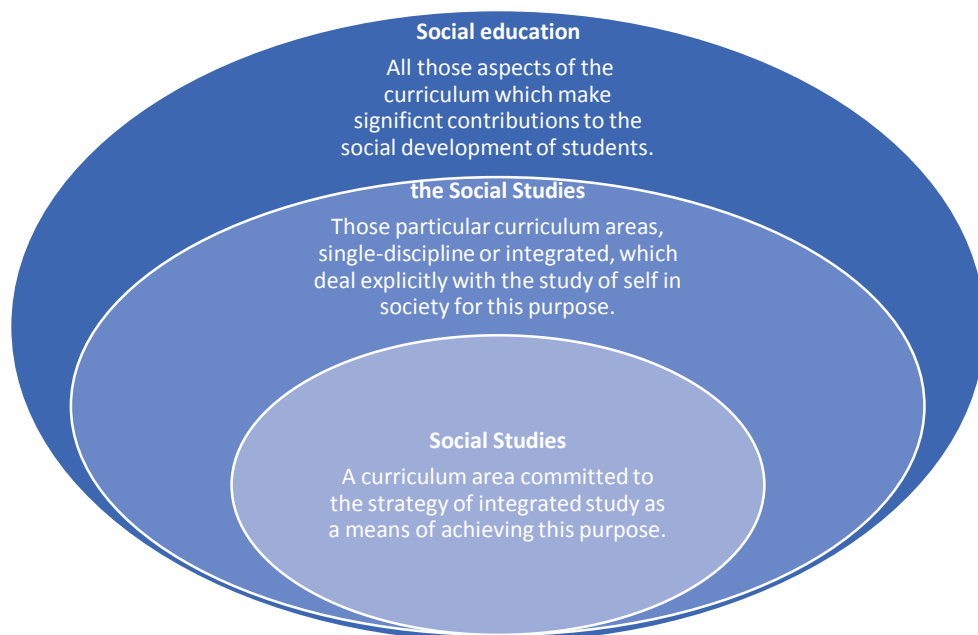 Social education
All those aspects of the
curriculum which make
significnt contributions to the
social development of students.
the Social Studies
Those particular curriculum areas,
single-discipline or integrated, which
deal explicitly with the study of self in
society for this purpose.
Social Studies
A curriculum area committed to
the strategy of integrated study as
a means of achieving this purpose.